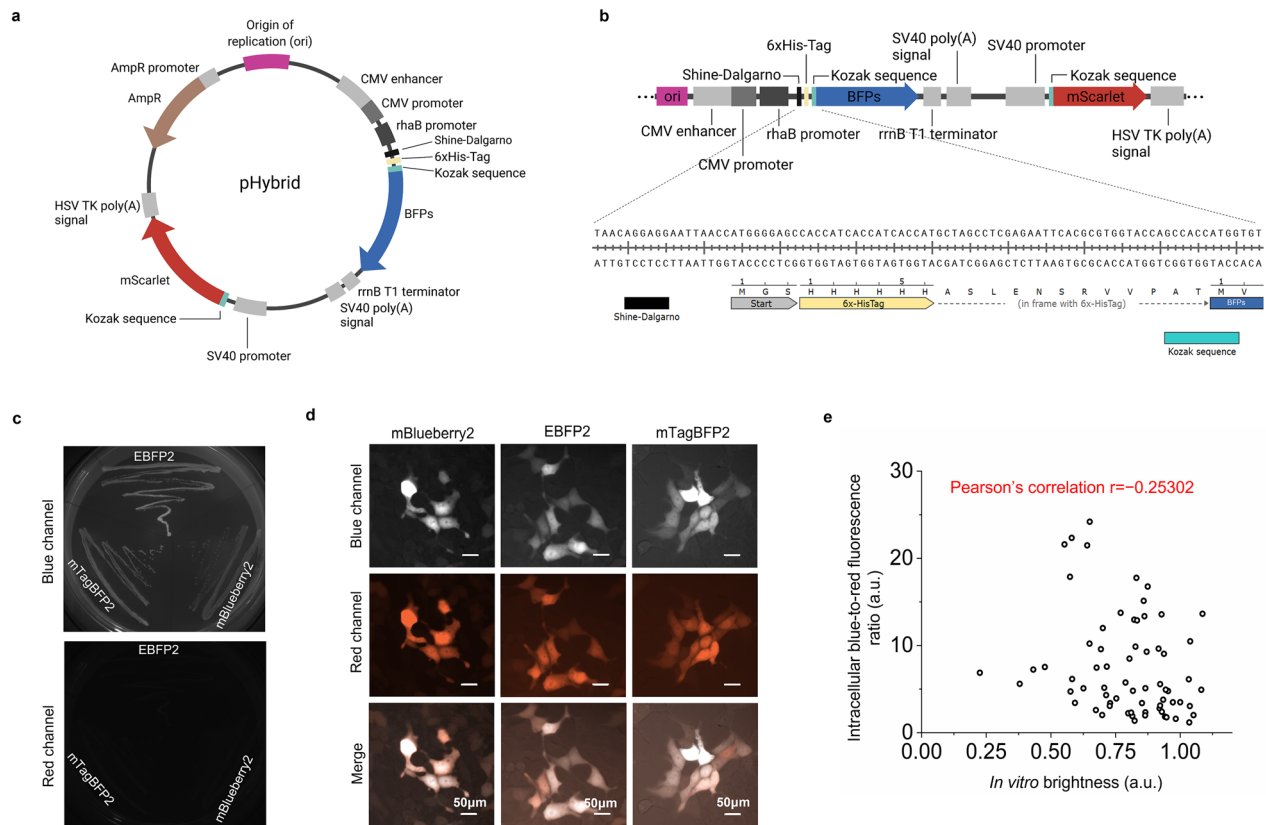 a
Origin of
replication (ori)
AmpR promoter
AmpR
CMV enhancer
CMV promoter
rhaB promoter
Shine-Dalgarno
6xHis-Tag
Kozak sequence
pHybrid
HSV TK poly(A)
signal
BFPs
mScarlet
rrnB T1 terminator
SV40 poly(A)
signal
Kozak sequence
SV40 promoter
b
SV40 poly(A)
signal
SV40 promoter
6xHis-Tag
Shine-Dalgarno
Kozak sequence
Kozak sequence
ori
BFPs
mScarlet
CMV enhancer
rhaB promoter
rrnB T1 terminator
HSV TK poly(A)
signal
CMV promoter
TAACAGGAGGAATTAACCATGGGGAGCCACCATCACCATCACCATGCTAGCCTCGAGAATTCACGCGTGGTACCAGCCACCATGGTGT
ATTGTCCTCCTTAATTGGTACCCCTCGGTGGTAGTGGTAGTGGTACGATCGGAGCTCTTAAGTGCGCACCATGGTCGGTGGTACCACA
1 1 5 1
M G S H H H H H H A S L E N S R V V P A T M V
Start 6x-HisTag (in frame with 6x-HisTag) BFPs
Shine-Dalgarno
Kozak sequence
c
Blue channel
EBFP2
mTagBFP2
mBlueberry2
Red channel
EBFP2
mTagBFP2
mBlueberry2
d
mBlueberry2 EBFP2 mTagBFP2
Blue channel
Red channel
Merge
50μm 50μm 50μm
e
Pearson's correlation r=−0.25302
Intracellular blue-to-red fluorescence
ratio (a.u.)
30
20
10
0
0.00 0.25 0.50 0.75 1.00
In vitro brightness (a.u.)